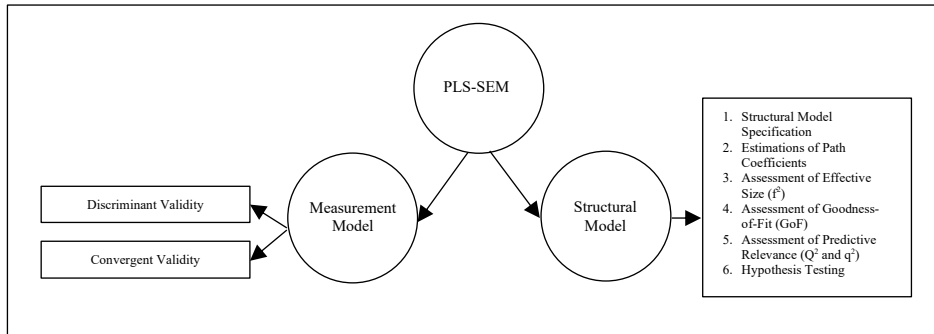 PLS-SEM
Measurement
Model
Structural
Model
Discriminant Validity
Convergent Validity
1. Structural Model
Specification
2. Estimations of Path
Coefficients
3. Assessment of Effective
Size (f²)
4. Assessment of Goodness-
of-Fit (GoF)
5. Assessment of Predictive
Relevance (Q² and q²)
6. Hypothesis Testing